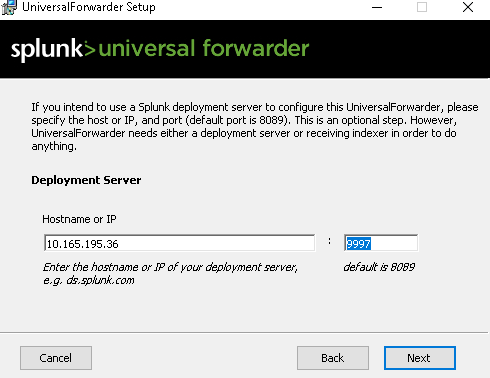 UniversalForwarder Setup
splunk>universal forwarder
If you intend to use a Splunk deployment server to configure this UniversalForwarder, please
specify the host or IP, and port (default port is 8089). This is an optional step. However,
UniversalForwarder needs either a deployment server or receiving indexer in order to do
anything.
Deployment Server
Hostname or IP
10.165.195.36 : 9997
Enter the hostname or IP of your deployment server, default is 8089
e.g. ds.splunk.com
Cancel Back Next